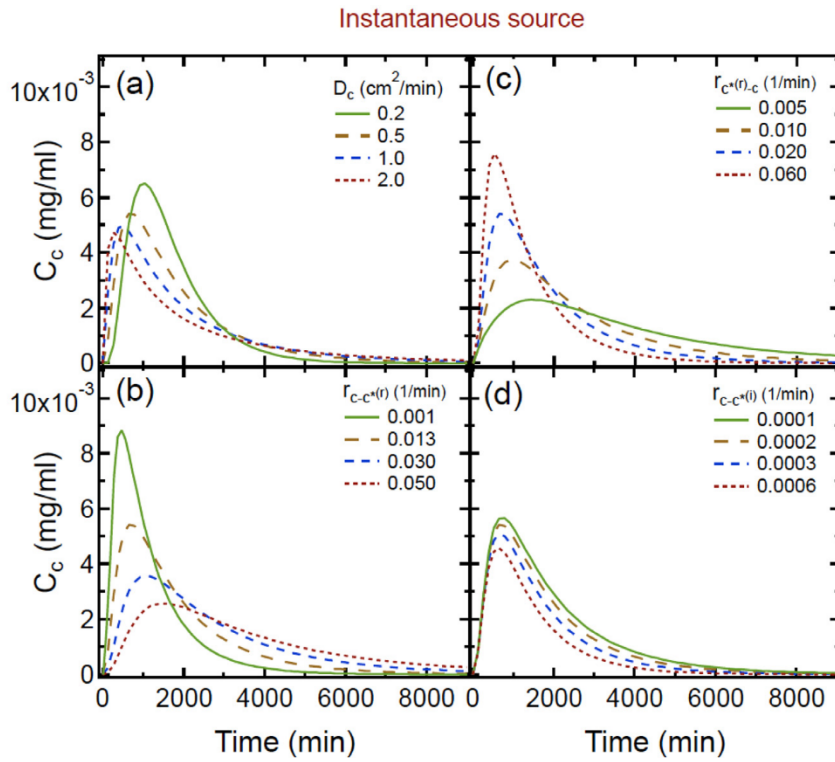 Instantaneous source
(a)
D_c (cm²/min)
0.2
0.5
1.0
2.0
10x10⁻³
8
6
4
2
0
C_c (mg/ml)
(c)
r_c*(r)-c (1/min)
0.005
0.010
0.020
0.060
(b)
r_c-c*(r) (1/min)
0.001
0.013
0.030
0.050
10x10⁻³
8
6
4
2
0
C_c (mg/ml)
(d)
r_c-c*(i) (1/min)
0.0001
0.0002
0.0003
0.0006
0 2000 4000 6000 8000
0 2000 4000 6000 8000
Time (min)
Time (min)